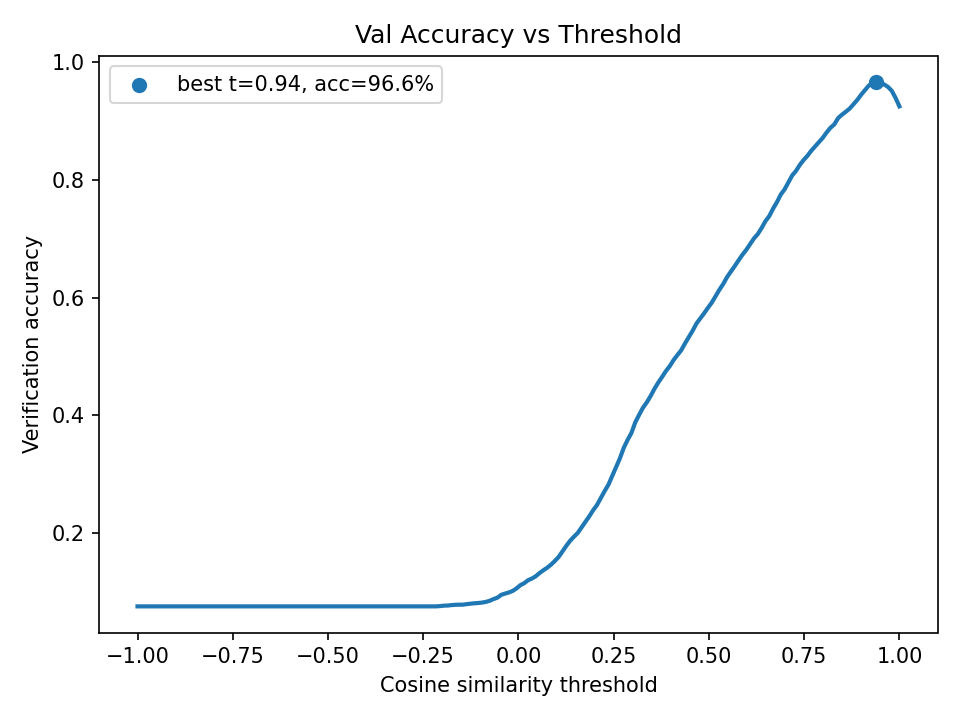 Val Accuracy vs Threshold
best t=0.94, acc=96.6%
1.0
0.8
0.6
0.4
0.2
Verification accuracy
−1.00 −0.75 −0.50 −0.25 0.00 0.25 0.50 0.75 1.00
Cosine similarity threshold